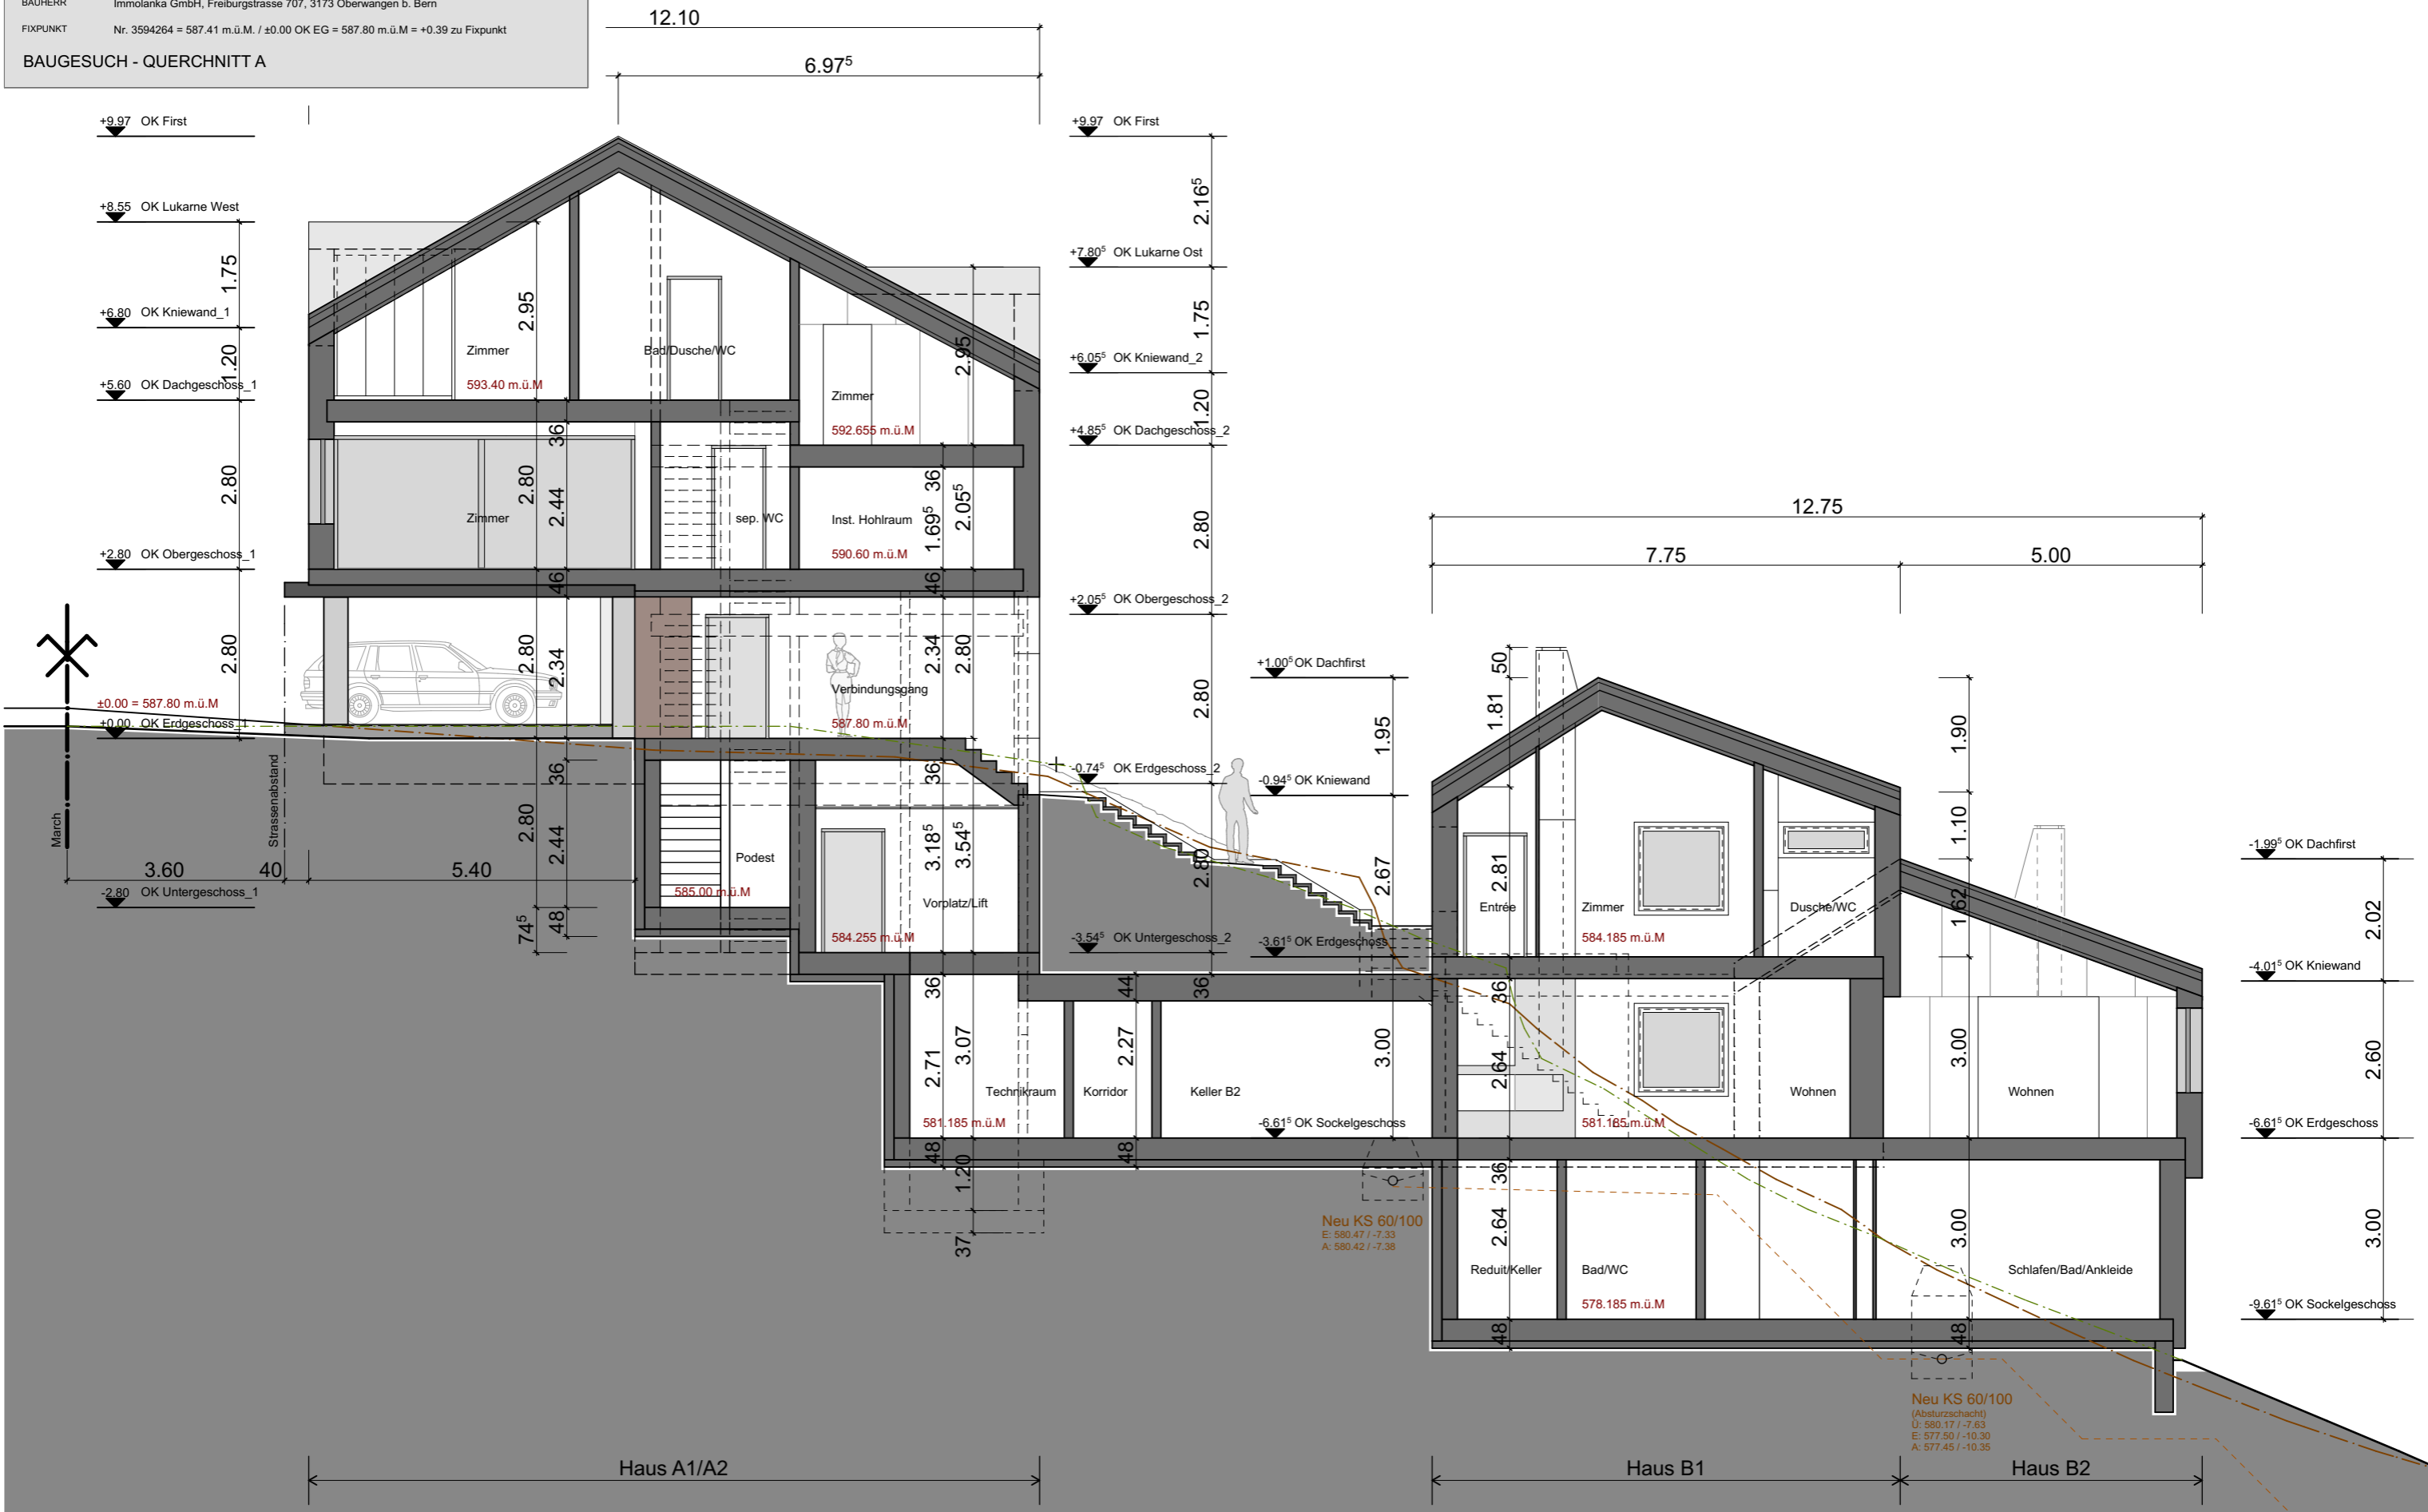 BAUHERR Immolanka GmbH, Freiburgstrasse 707, 3173 Oberwangen b. Bern
FIXPUNKT Nr. 3594264 = 587.41 m.ü.M. / ±0.00 OK EG = 587.80 m.ü.M = +0.39 zu Fixpunkt
BAUGESUCH - QUERCHNITT A
12.10
6.97⁵
+9.97 OK First
+8.55 OK Lukarne West
1.75
+6.80 OK Kniewand_1
1.20
+5.60 OK Dachgeschoss_1
2.80
+2.80 OK Obergeschoss_1
2.80
±0.00 = 587.80 m.ü.M
+0.00 OK Erdgeschoss_1
March
Strassenabstand
3.60
40
5.40
-2.80 OK Untergeschoss_1
74⁵
48
2.95
Zimmer
593.40 m.ü.M
Bad/Dusche/WC
2.95
Zimmer
592.655 m.ü.M
36
2.80
2.44
Zimmer
sep. WC
Inst. Hohlraum
590.60 m.ü.M
36
1.69⁵
2.05⁵
46
46
2.80
2.34
Verbindungsgang
587.80 m.ü.M
2.34
2.80
36
2.80
2.44
Podest
585.00 m.ü.M
36
3.18⁵
3.54⁵
Vorplatz/Lift
584.255 m.ü.M
36
2.71
3.07
Technikraum
581.185 m.ü.M
48
1.20
37
44
2.27
Korridor
48
Keller B2
36
+9.97 OK First
2.16⁵
+7.80⁵ OK Lukarne Ost
1.75
+6.05⁵ OK Kniewand_2
1.20
+4.85⁵ OK Dachgeschoss_2
2.80
+2.05⁵ OK Obergeschoss_2
2.80
-0.74⁵ OK Erdgeschoss_2
2.80
-3.54⁵ OK Untergeschoss_2
+1.00⁵ OK Dachfirst
1.95
-0.94⁵ OK Kniewand
2.67
-3.61⁵ OK Erdgeschoss
3.00
-6.61⁵ OK Sockelgeschoss
12.75
7.75
5.00
50
1.81
2.81
Entrée
Zimmer
584.185 m.ü.M
Dusche/WC
36
2.64
581.185 m.ü.M
Wohnen
Wohnen
36
2.64
Reduit/Keller
Bad/WC
578.185 m.ü.M
Schlafen/Bad/Ankleide
48
1.90
1.10
1.62
3.00
3.00
48
-1.99⁵ OK Dachfirst
2.02
-4.01⁵ OK Kniewand
2.60
-6.61⁵ OK Erdgeschoss
3.00
-9.61⁵ OK Sockelgeschoss
Neu KS 60/100
E: 580.47 / -7.33
A: 580.42 / -7.38
Neu KS 60/100
(Absturzschacht)
Ü: 580.17 / -7.63
E: 577.50 / -10.30
A: 577.45 / -10.35
Haus A1/A2
Haus B1
Haus B2